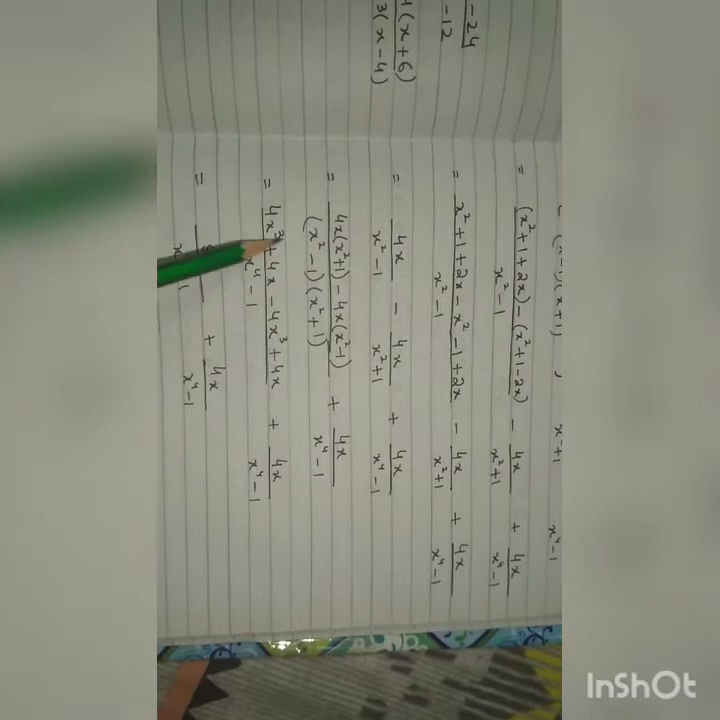 -24
-12
(x+6)
3(x-4)
x²+1
x⁴-1
= (x²+1+2x)-(x²+1-2x)/x²-1 - 4x/x²+1 + 4x/x⁴-1
= x²+1+2x-x²-1+2x/x²-1 - 4x/x²+1 + 4x/x⁴-1
= 4x/x²-1 - 4x/x²+1 + 4x/x⁴-1
= 4x(x²+1)-4x(x²-1)/(x²-1)(x²+1) + 4x/x⁴-1
= 4x³+4x-4x³+4x/x⁴-1 + 4x/x⁴-1
= + 4x/x⁴-1
InShOt